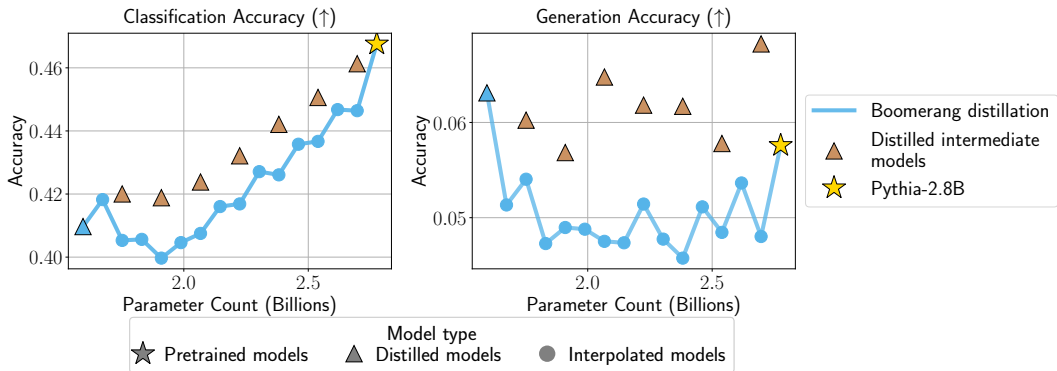 Classification Accuracy (↑)
Generation Accuracy (↑)
Accuracy
0.46
0.44
0.42
0.40
2.0
2.5
Parameter Count (Billions)
Accuracy
0.06
0.05
2.0
2.5
Parameter Count (Billions)
Boomerang distillation
Distilled intermediate
models
Pythia-2.8B
Model type
Pretrained models
Distilled models
Interpolated models